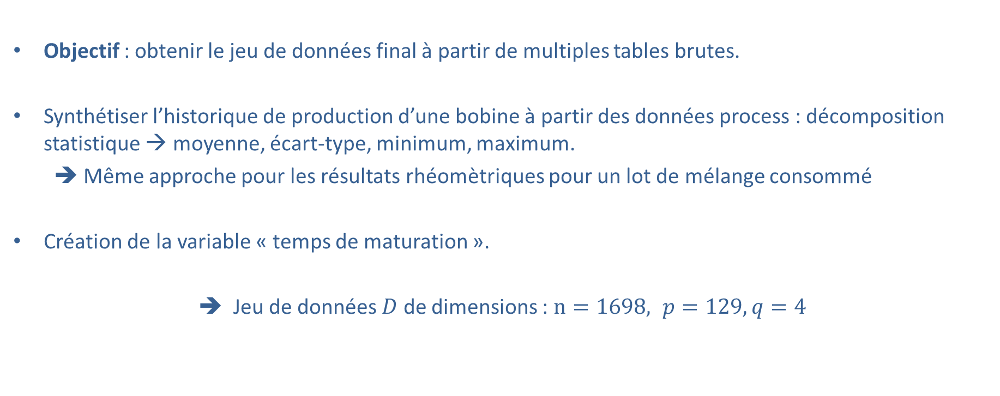 • Objectif : obtenir le jeu de données final à partir de multiples tables brutes.
• Synthétiser l’historique de production d’une bobine à partir des données process : décomposition
statistique → moyenne, écart-type, minimum, maximum.
➔ Même approche pour les résultats rhéomètriques pour un lot de mélange consommé
• Création de la variable « temps de maturation ».
➔ Jeu de données D de dimensions : n = 1698, p = 129, q = 4